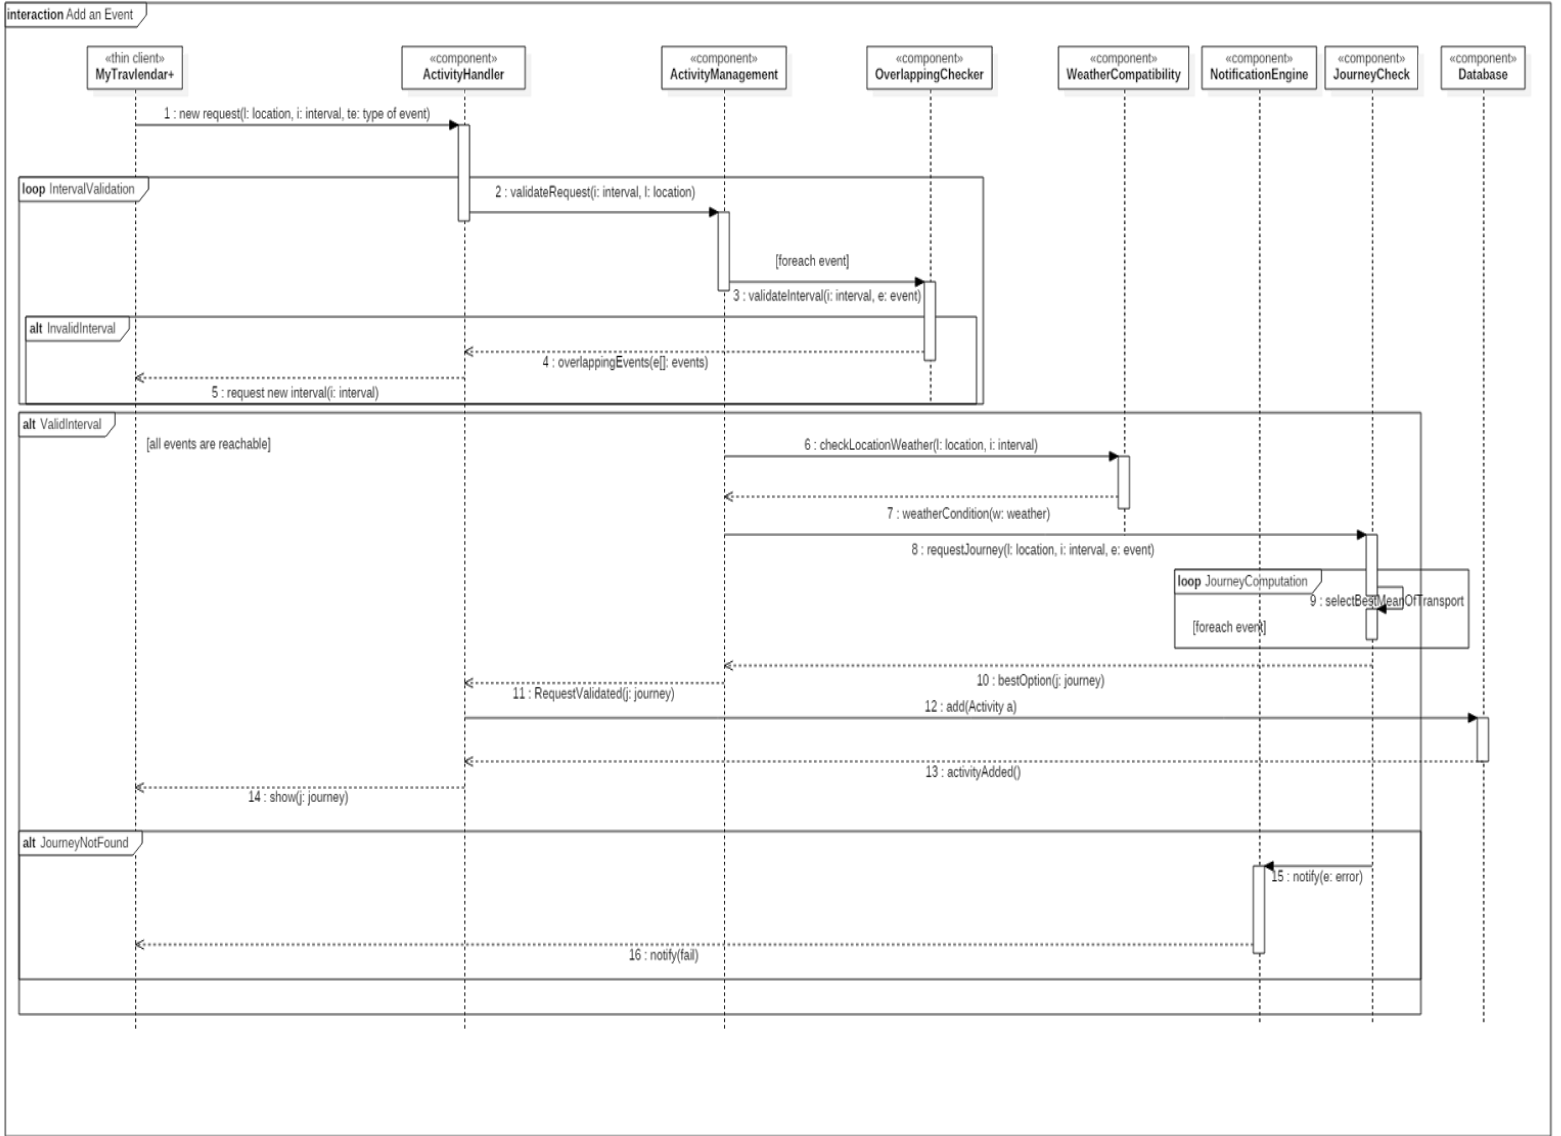 interaction Add an Event
«thin client»
MyTravlendar+
«component»
ActivityHandler
«component»
ActivityManagement
«component»
OverlappingChecker
«component»
WeatherCompatibility
«component»
NotificationEngine
«component»
JourneyCheck
«component»
Database
1 : new request(l: location, i: interval, te: type of event)
loop IntervalValidation
2 : validateRequest(i: interval, l: location)
[foreach event]
3 : validateInterval(i: interval, e: event)
alt InvalidInterval
4 : overlappingEvents(e[]: events)
5 : request new interval(i: interval)
alt ValidInterval
[all events are reachable]
6 : checkLocationWeather(l: location, i: interval)
7 : weatherCondition(w: weather)
8 : requestJourney(l: location, i: interval, e: event)
loop JourneyComputation
9 : selectBestMeanOfTransport
[foreach event]
10 : bestOption(j: journey)
11 : RequestValidated(j: journey)
12 : add(Activity a)
13 : activityAdded()
14 : show(j: journey)
alt JourneyNotFound
15 : notify(e: error)
16 : notify(fail)